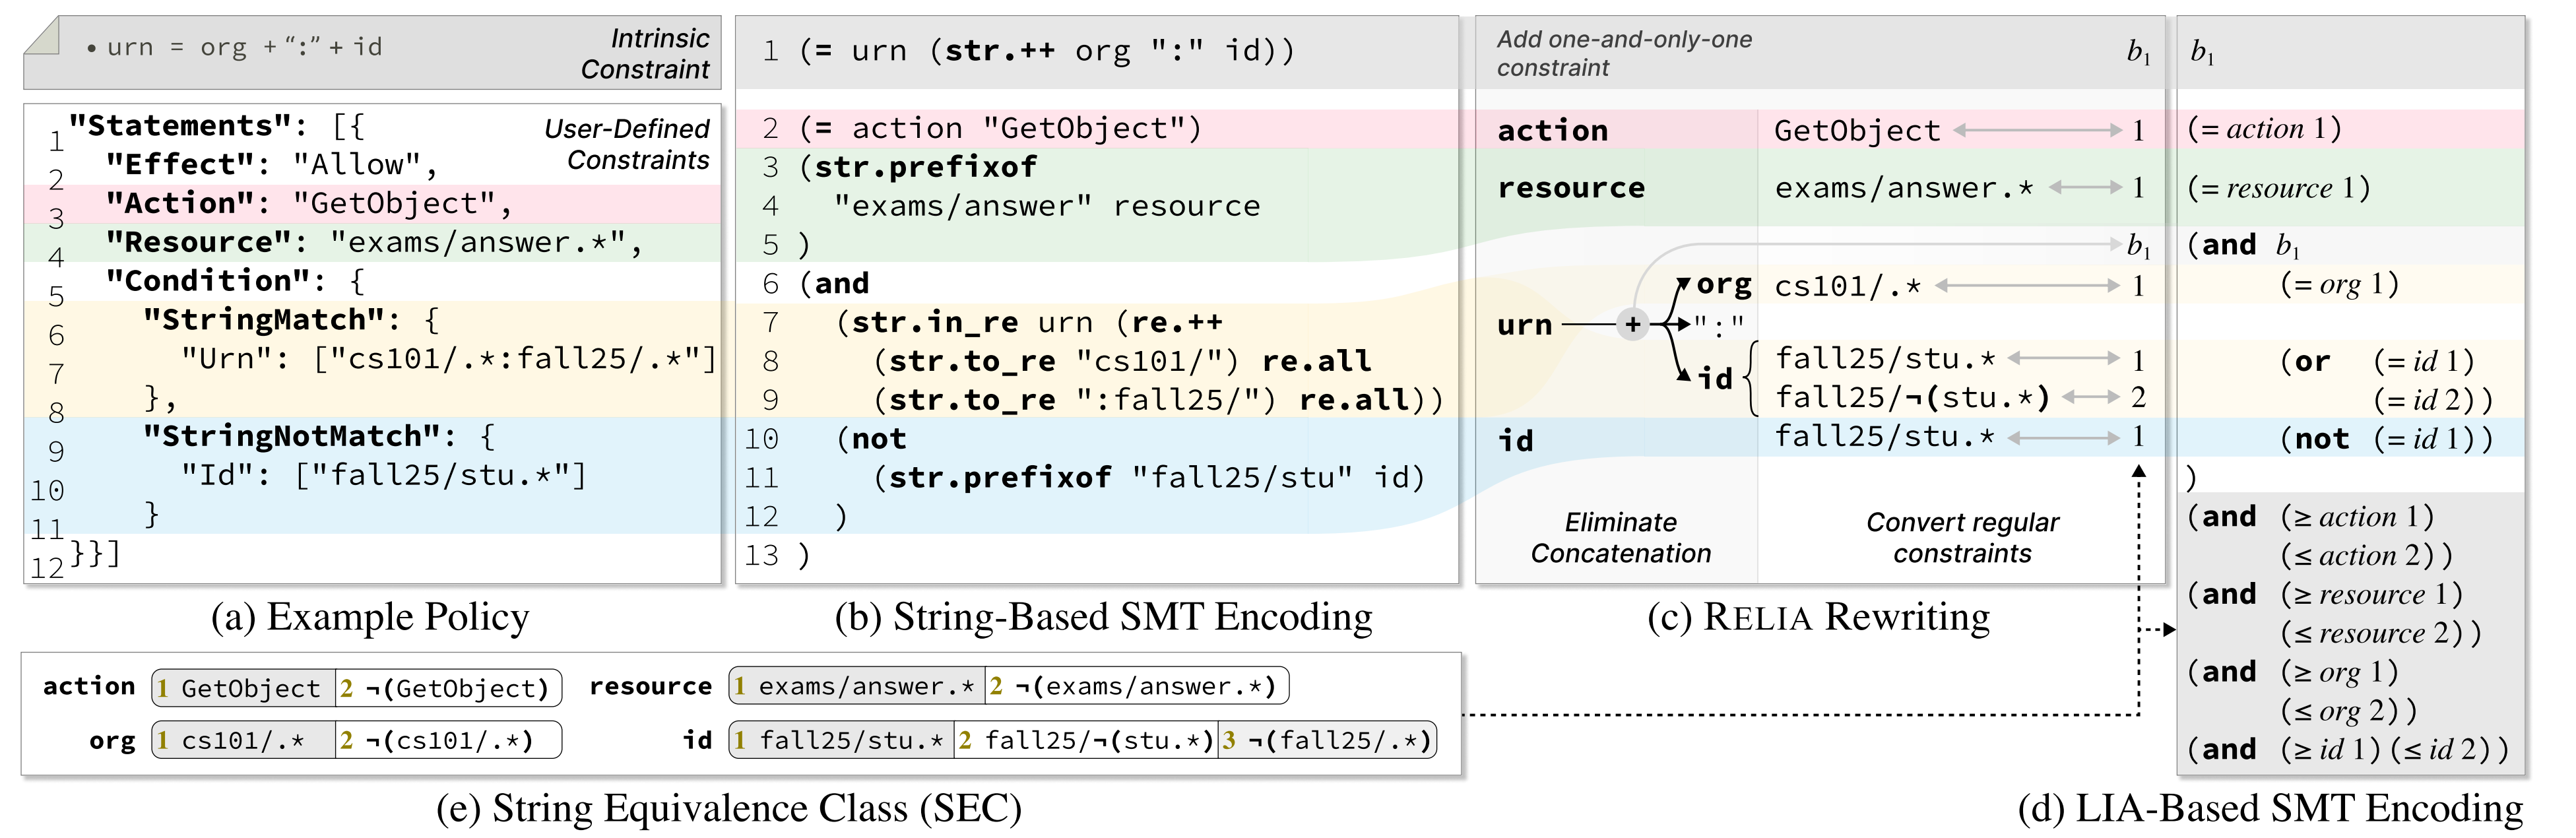 • urn = org + “:” + id
Intrinsic
Constraint
User-Defined
Constraints
1 "Statements": [{
2 "Effect": "Allow",
3 "Action": "GetObject",
4 "Resource": "exams/answer.*",
5 "Condition": {
6 "StringMatch": {
7 "Urn": ["cs101/.*:fall25/.*"]
8 },
9 "StringNotMatch": {
10 "Id": ["fall25/stu.*"]
11 }
12 }}]
(a) Example Policy
1 (= urn (str.++ org ":" id))
2 (= action "GetObject")
3 (str.prefixof
4 "exams/answer" resource
5 )
6 (and
7 (str.in_re urn (re.++
8 (str.to_re "cs101/") re.all
9 (str.to_re ":fall25/") re.all))
10 (not
11 (str.prefixof "fall25/stu" id)
12 )
13 )
(b) String-Based SMT Encoding
Add one-and-only-one
constraint
b₁
action GetObject 1
resource exams/answer.* 1
b₁
org cs101/.* 1
urn + ":"
id fall25/stu.* 1
fall25/¬(stu.*) 2
id fall25/stu.* 1
Eliminate
Concatenation
Convert regular
constraints
(c) RELIA Rewriting
b₁
(= action 1)
(= resource 1)
(and b₁
(= org 1)
(or (= id 1)
(= id 2))
(not (= id 1))
)
(and (≥ action 1)
(≤ action 2))
(and (≥ resource 1)
(≤ resource 2))
(and (≥ org 1)
(≤ org 2))
(and (≥ id 1)(≤ id 2))
(d) LIA-Based SMT Encoding
action 1 GetObject 2 ¬(GetObject) resource 1 exams/answer.* 2 ¬(exams/answer.*)
org 1 cs101/.* 2 ¬(cs101/.*) id 1 fall25/stu.* 2 fall25/¬(stu.*) 3 ¬(fall25/.*)
(e) String Equivalence Class (SEC)